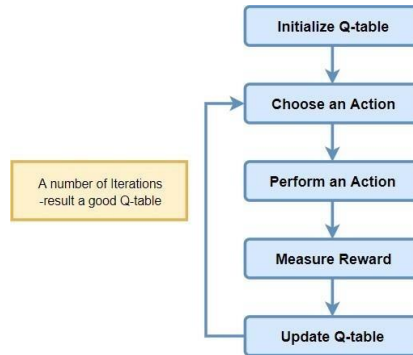 Initialize Q-table
Choose an Action
A number of Iterations
-result a good Q-table
Perform an Action
Measure Reward
Update Q-table